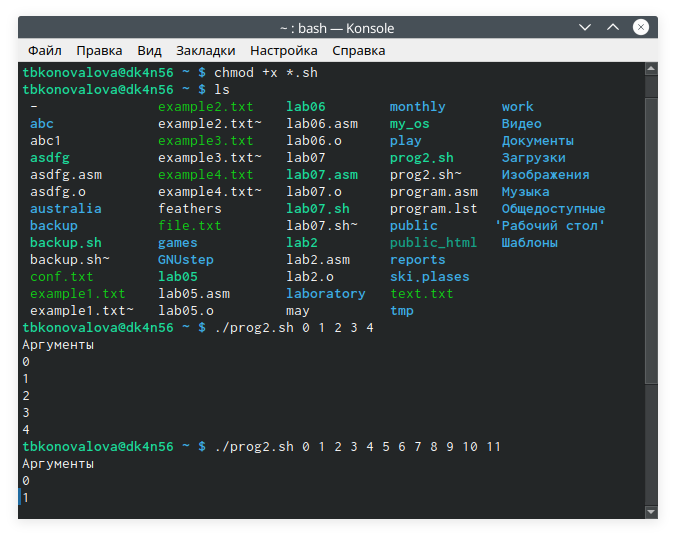 ~ : bash — Konsole
Файл Правка Вид Закладки Настройка Справка
tbkonovalova@dk4n56 ~ $ chmod +x *.sh
tbkonovalova@dk4n56 ~ $ ls
- example2.txt lab06 monthly work
abc example2.txt~ lab06.asm my_os Видео
abc1 example3.txt lab06.o play Документы
asdfg example3.txt~ lab07 prog2.sh Загрузки
asdfg.asm example4.txt lab07.asm prog2.sh~ Изображения
asdfg.o example4.txt~ lab07.o program.asm Музыка
australia feathers lab07.sh program.lst Общедоступные
backup file.txt lab07.sh~ public 'Рабочий стол'
backup.sh games lab2 public_html Шаблоны
backup.sh~ GNUstep lab2.asm reports
conf.txt lab05 lab2.o ski.plases
example1.txt lab05.asm laboratory text.txt
example1.txt~ lab05.o may tmp
tbkonovalova@dk4n56 ~ $ ./prog2.sh 0 1 2 3 4
Аргументы
0
1
2
3
4
tbkonovalova@dk4n56 ~ $ ./prog2.sh 0 1 2 3 4 5 6 7 8 9 10 11
Аргументы
0
1